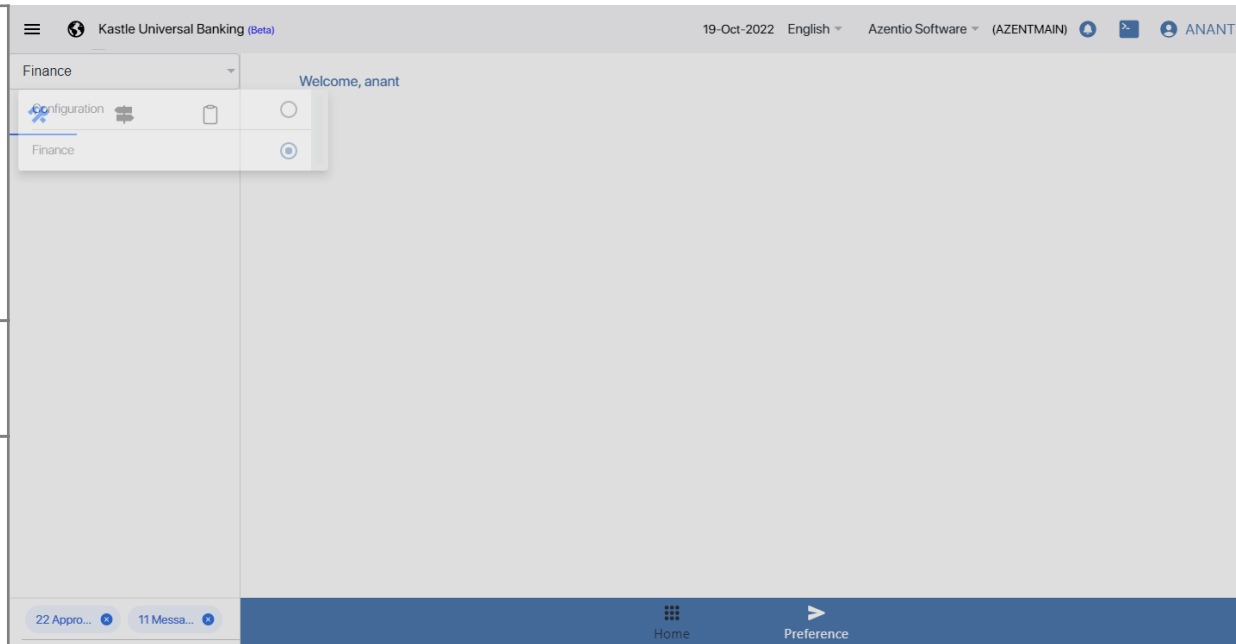 Kastle Universal Banking (Beta)
19-Oct-2022 English Azentio Software (AZENTMAIN) ANANT
Finance
Welcome, anant
Configuration
Finance
22 Appro... 11 Messa...
Home Preference